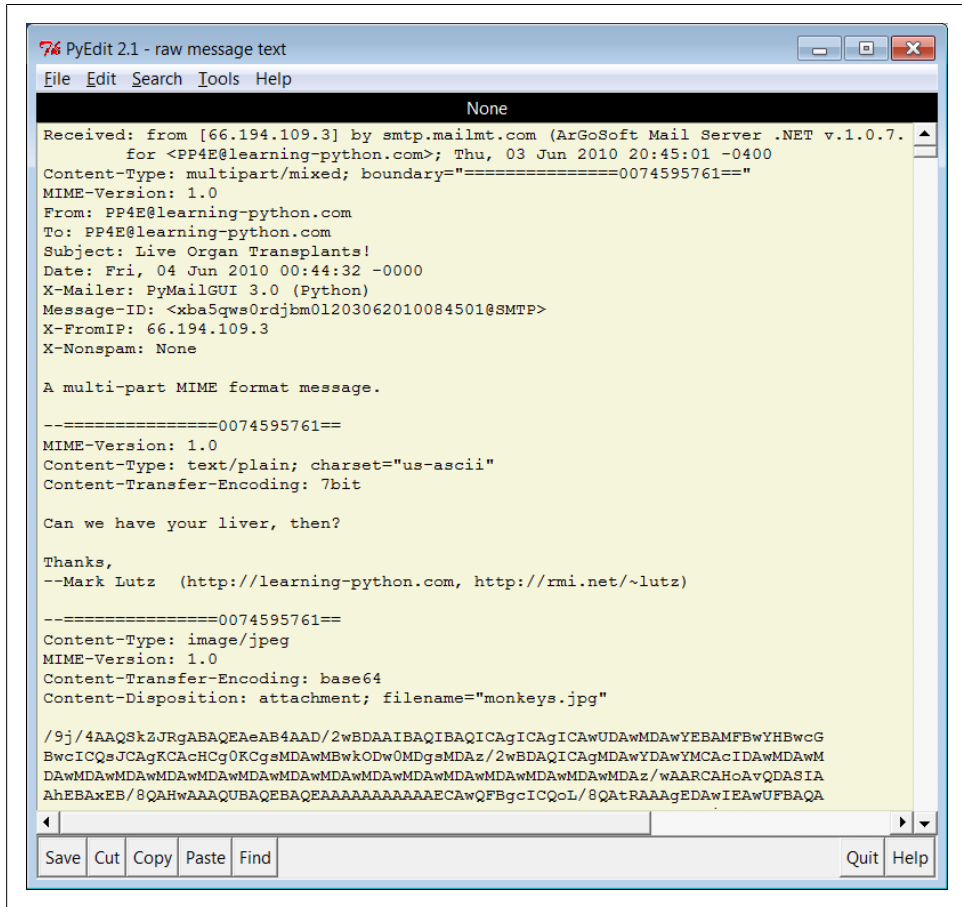 PyEdit 2.1 - raw message text
File Edit Search Tools Help
None
Received: from [66.194.109.3] by smtp.mailmt.com (ArGoSoft Mail Server .NET v.1.0.7.
        for <PP4E@learning-python.com>; Thu, 03 Jun 2010 20:45:01 -0400
Content-Type: multipart/mixed; boundary="===============0074595761=="
MIME-Version: 1.0
From: PP4E@learning-python.com
To: PP4E@learning-python.com
Subject: Live Organ Transplants!
Date: Fri, 04 Jun 2010 00:44:32 -0000
X-Mailer: PyMailGUI 3.0 (Python)
Message-ID: <xba5qws0rdjbm0l203062010084501@SMTP>
X-FromIP: 66.194.109.3
X-Nonspam: None

A multi-part MIME format message.

--===============0074595761==
MIME-Version: 1.0
Content-Type: text/plain; charset="us-ascii"
Content-Transfer-Encoding: 7bit

Can we have your liver, then?

Thanks,
--Mark Lutz  (http://learning-python.com, http://rmi.net/~lutz)

--===============0074595761==
Content-Type: image/jpeg
MIME-Version: 1.0
Content-Transfer-Encoding: base64
Content-Disposition: attachment; filename="monkeys.jpg"

/9j/4AAQSkZJRgABAQEAeAB4AAD/2wBDAAIBAQIBAQICAgICAgICAwUDAwMDAwYEBAMFBwYHBwcG
BwcICQsJCAgKCAcHCg0KCgsMDAwMBwkODw0MDgsMDAz/2wBDAQICAgMDAwYDAwYMCAcIDAwMDAwM
DAwMDAwMDAwMDAwMDAwMDAwMDAwMDAwMDAwMDAwMDAwMDAwMDAwMDAwMDAz/wAARCAHoAvQDASIA
AhEBAxEB/8QAHwAAAQUBAQEBAQEAAAAAAAAAAAECAwQFBgcICQoL/8QAtRAAAgEDAwIEAwUFBAQA
Save Cut Copy Paste Find Quit Help